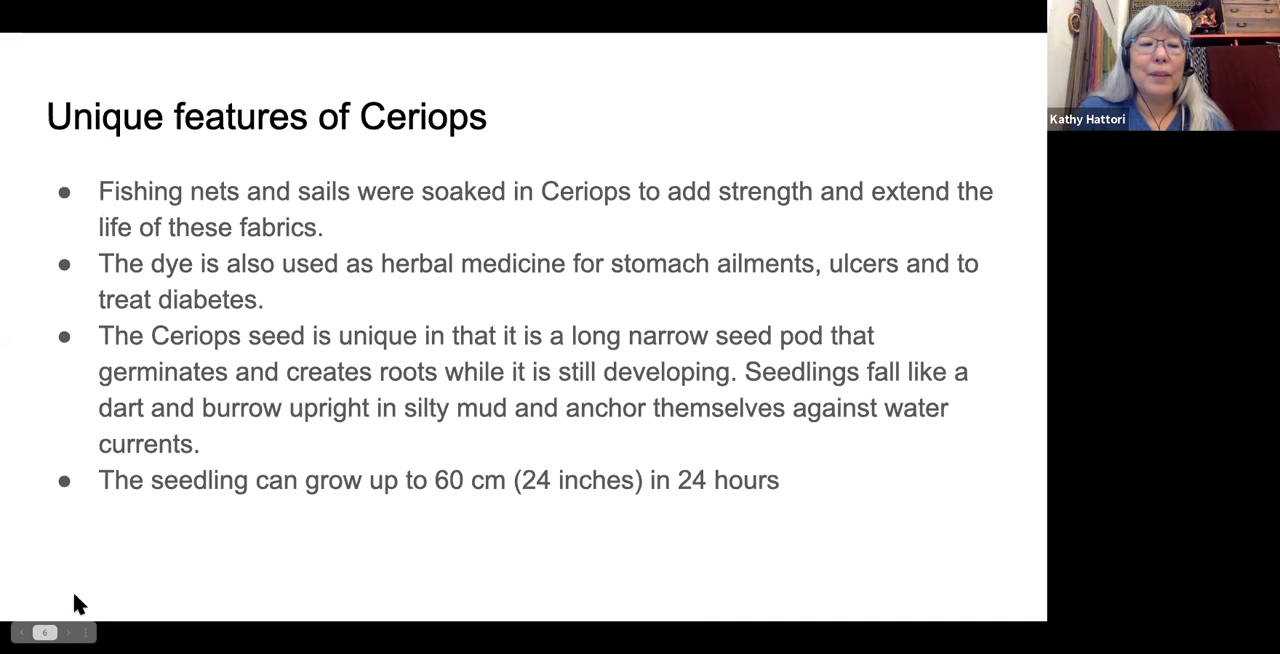 Unique features of Ceriops
● Fishing nets and sails were soaked in Ceriops to add strength and extend the
life of these fabrics.
● The dye is also used as herbal medicine for stomach ailments, ulcers and to
treat diabetes.
● The Ceriops seed is unique in that it is a long narrow seed pod that
germinates and creates roots while it is still developing. Seedlings fall like a
dart and burrow upright in silty mud and anchor themselves against water
currents.
● The seedling can grow up to 60 cm (24 inches) in 24 hours
Kathy Hattori
6